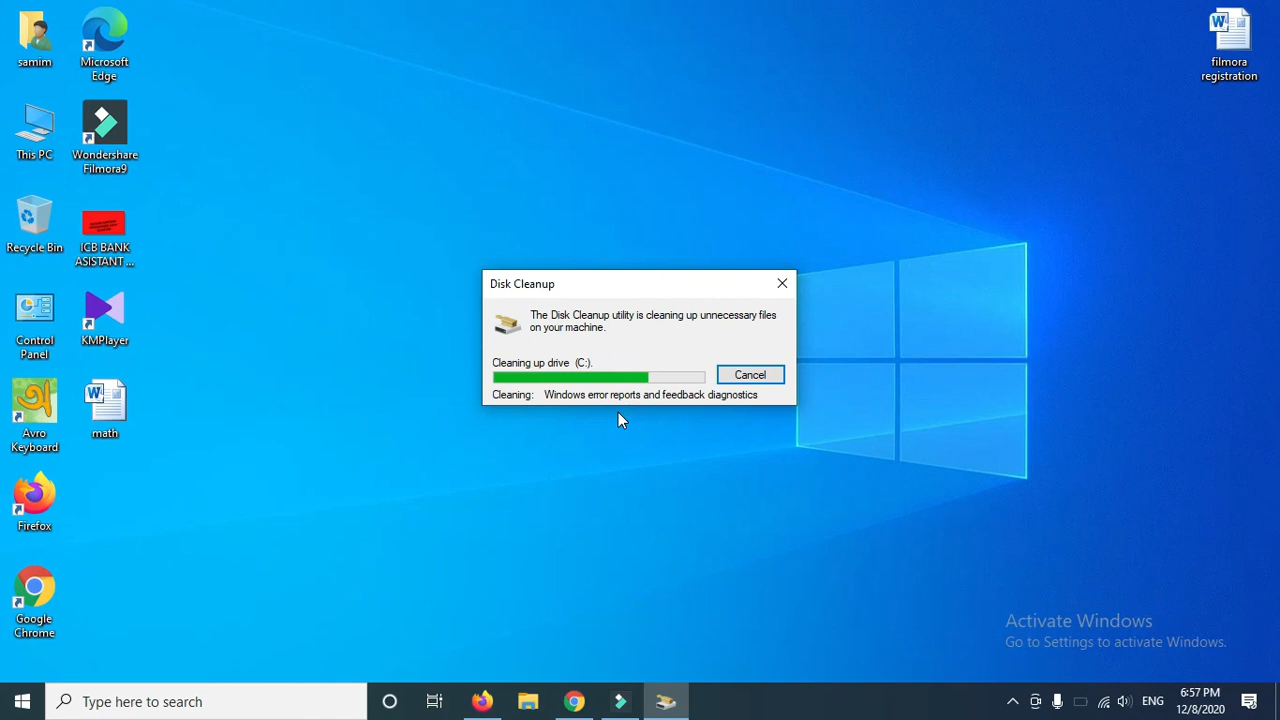 samim
Microsoft
Edge
This PC
Wondershare
Filmora9
Recycle Bin
ICB BANK
ASISTANT ...
Control
Panel
KMPlayer
Avro
Keyboard
math
Firefox
Google
Chrome
filmora
registration
Disk Cleanup
The Disk Cleanup utility is cleaning up unnecessary files
on your machine.
Cleaning up drive (C:).
Cancel
Cleaning: Windows error reports and feedback diagnostics
Activate Windows
Go to Settings to activate Windows.
Type here to search
ENG
6:57 PM
12/8/2020